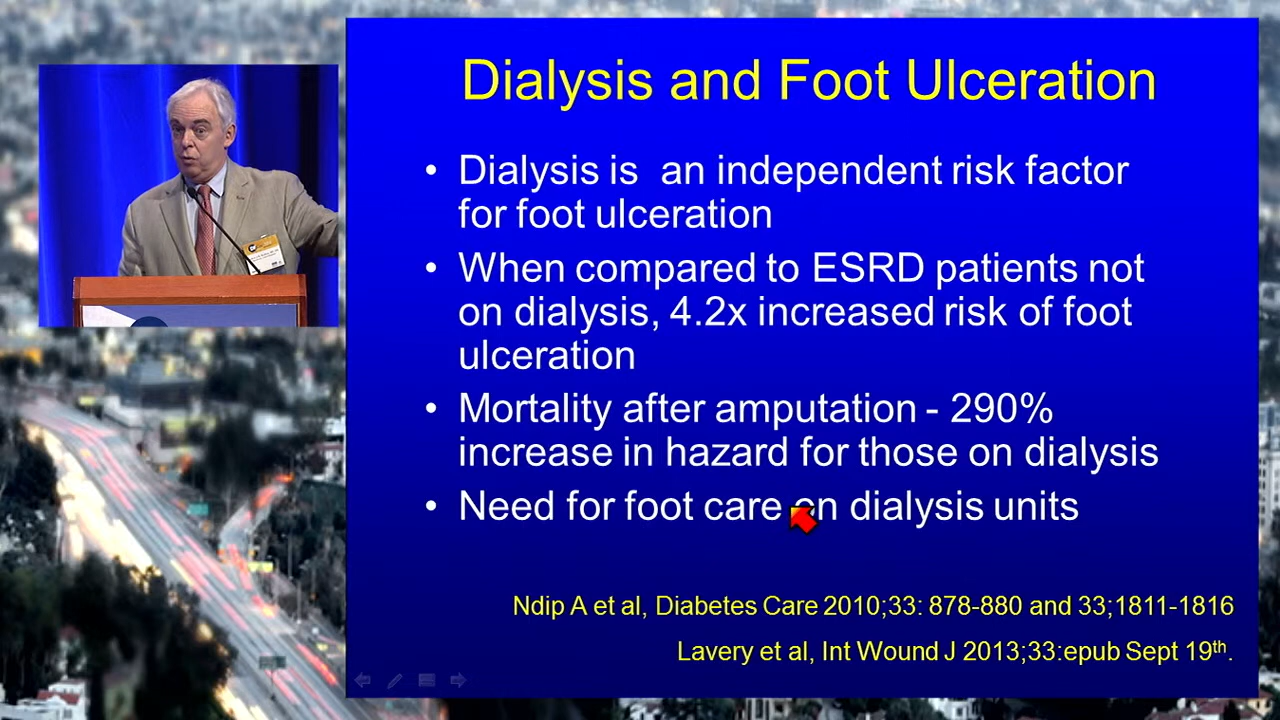 Dialysis and Foot Ulceration
• Dialysis is  an independent risk factor
for foot ulceration
• When compared to ESRD patients not
on dialysis, 4.2x increased risk of foot
ulceration
• Mortality after amputation - 290%
increase in hazard for those on dialysis
• Need for foot care on dialysis units
Ndip A et al, Diabetes Care 2010;33: 878-880 and 33;1811-1816
Lavery et al, Int Wound J 2013;33:epub Sept 19th.